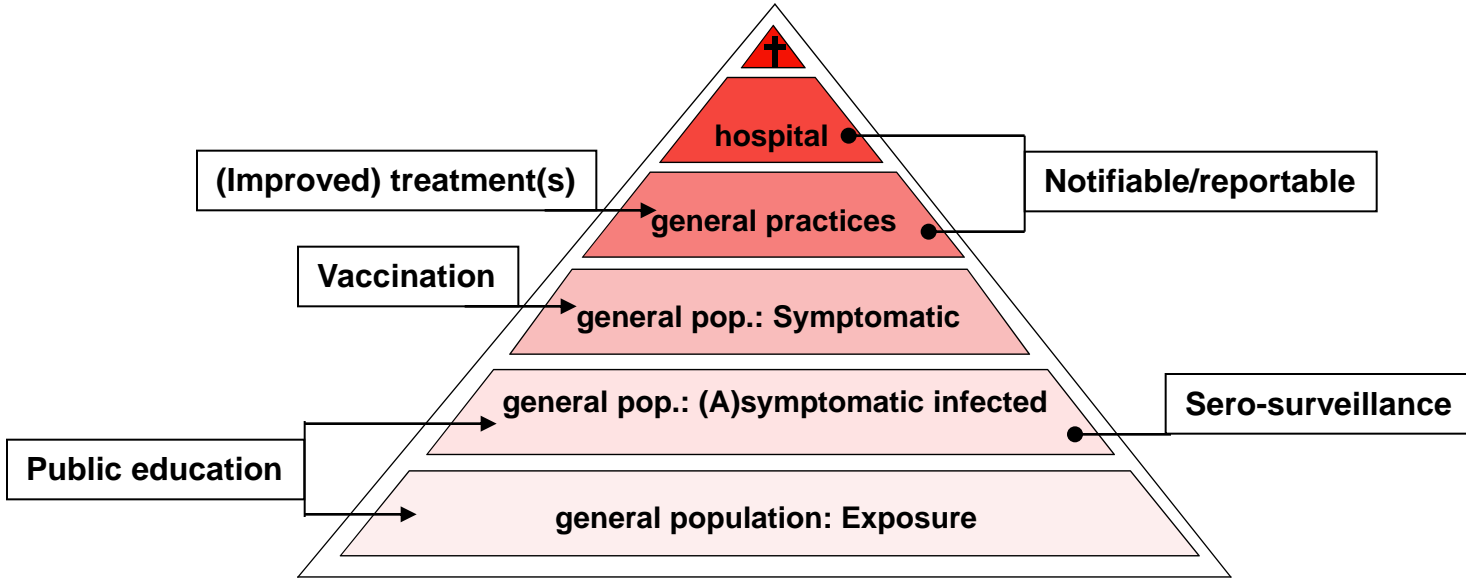 hospital
(Improved) treatment(s)
Notifiable/reportable
general practices
Vaccination
general pop.: Symptomatic
general pop.: (A)symptomatic infected
Sero-surveillance
Public education
general population: Exposure